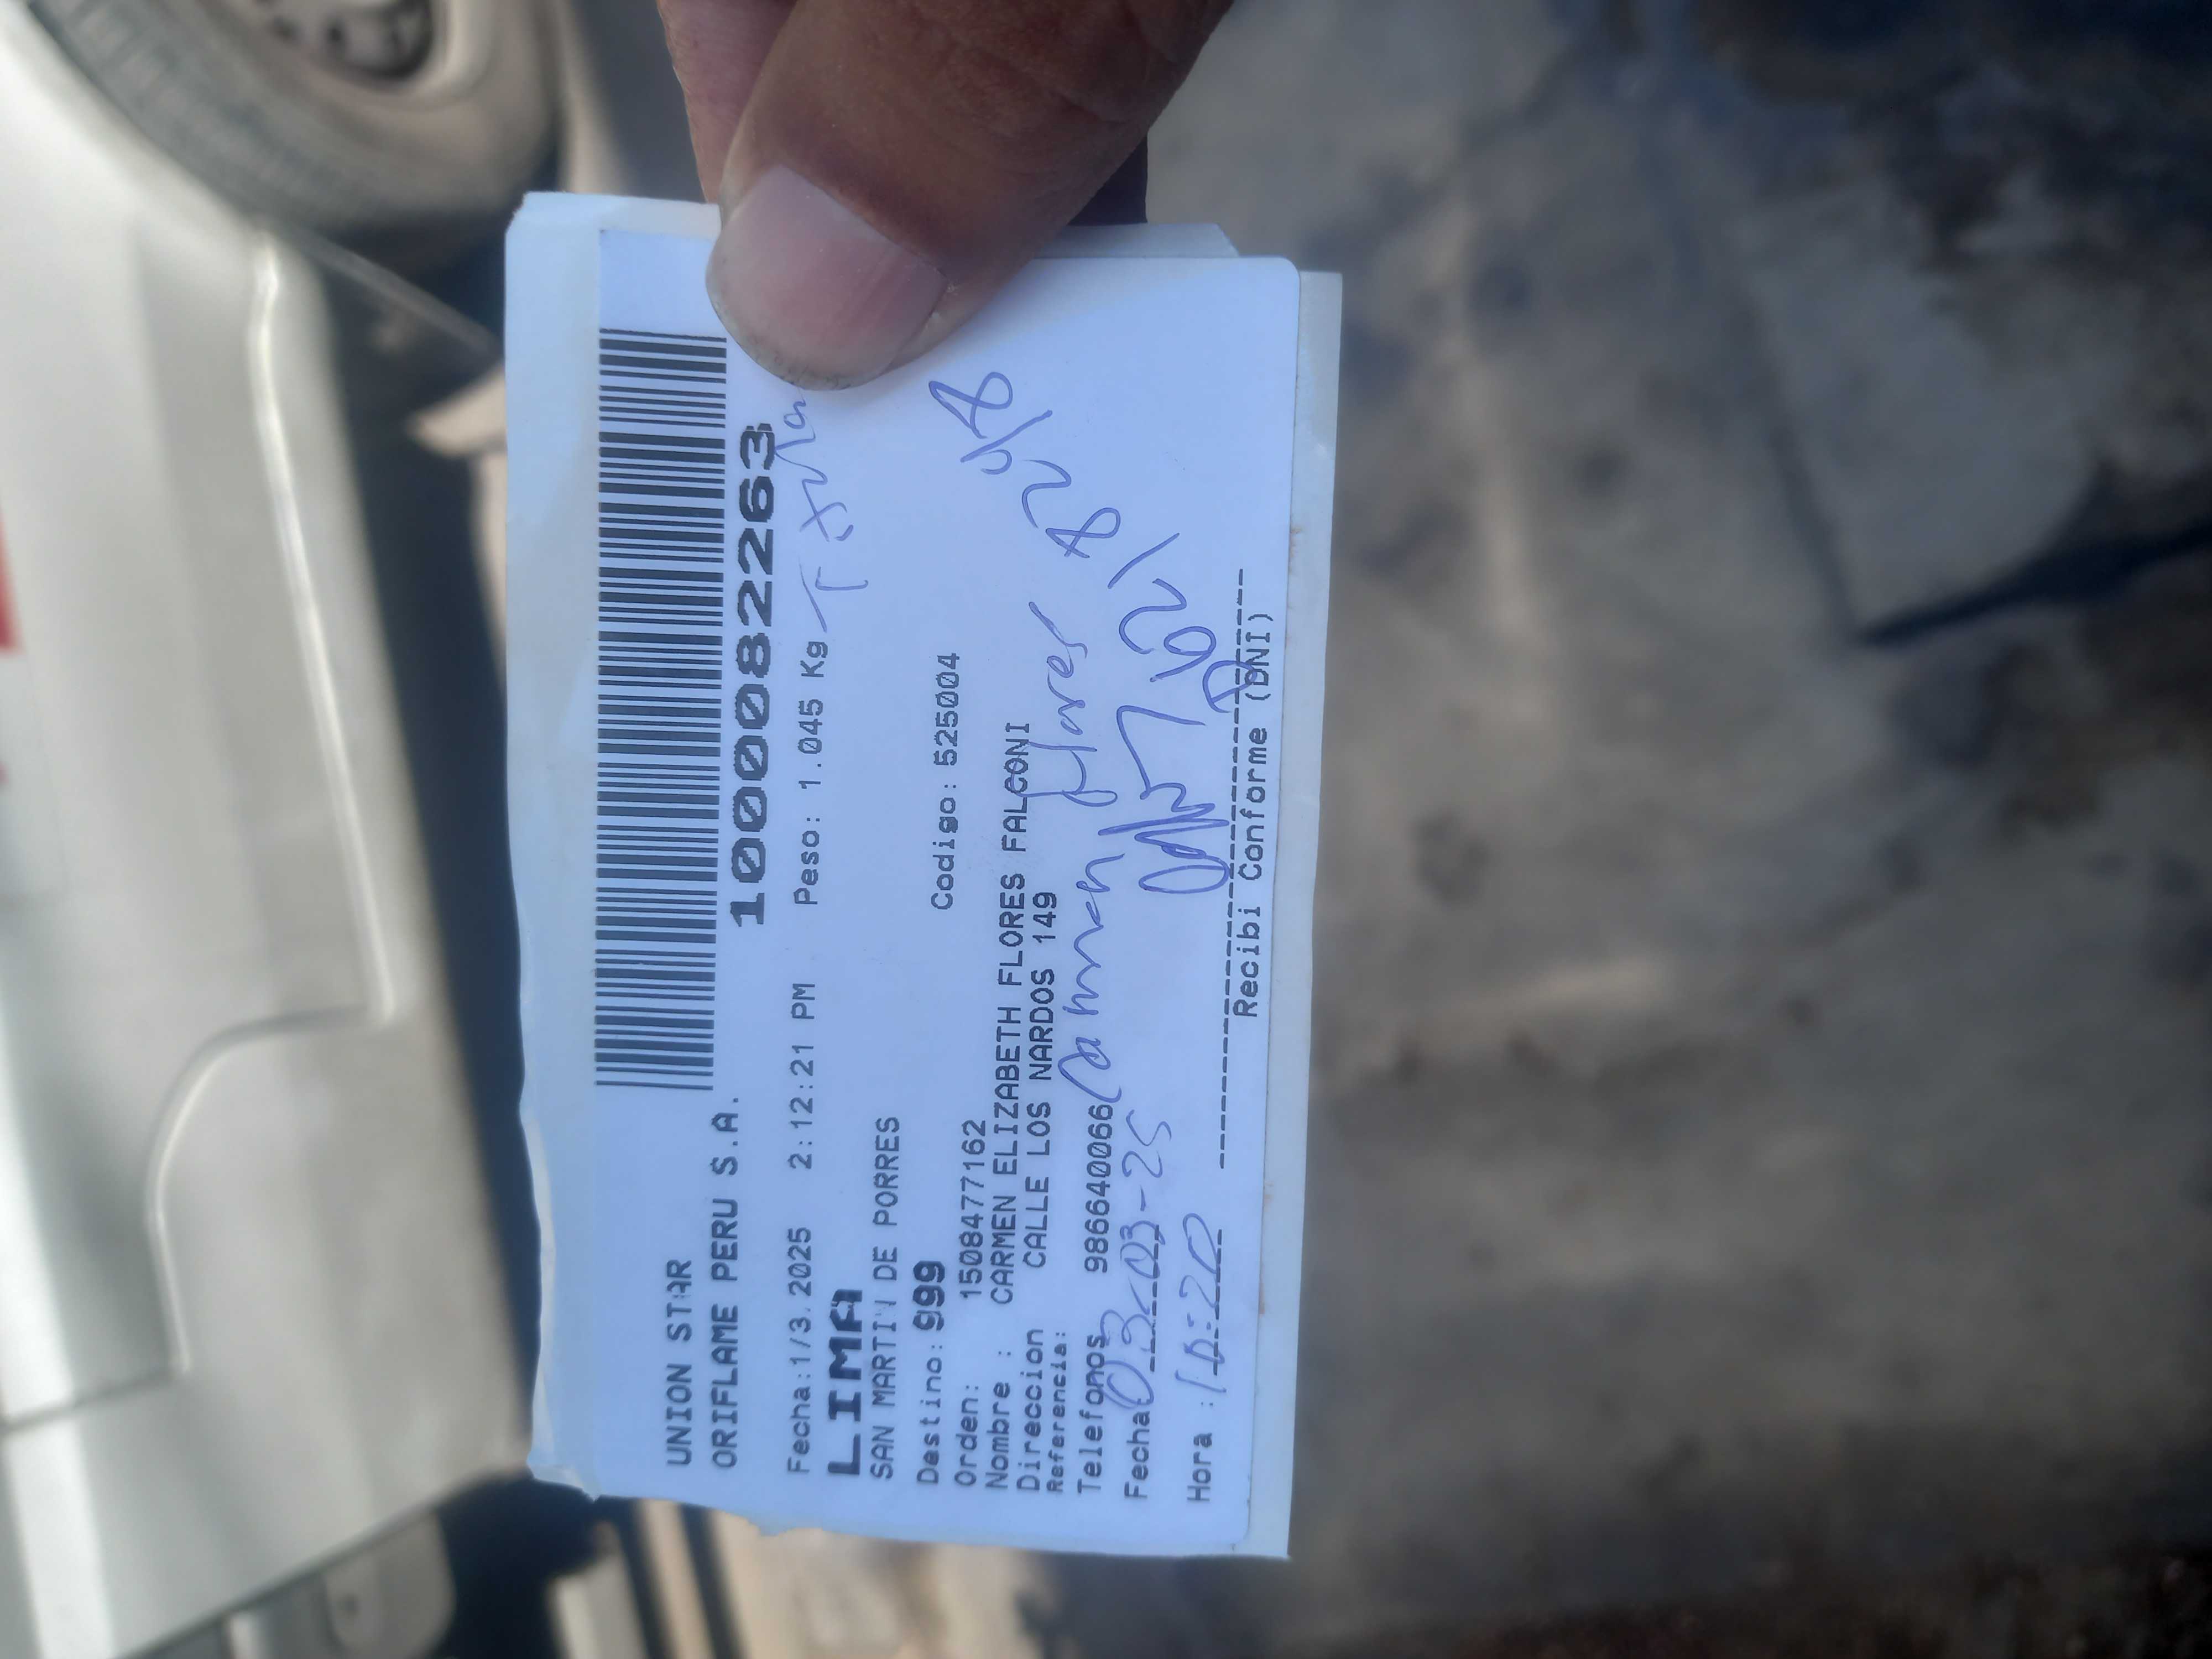 1000082263
UNION STAR
ORIFLAME PERU S.A.
Fecha:1/3.2025 2:12:21 PM Peso: 1.045 Kg
LIMA
SAN MARTIN DE PORRES
Destino: 999 Codigo: 525004
Orden: 1508477162
Nombre : CARMEN ELIZABETH FLORES FALCONI
Direccion CALLE LOS NARDOS 149
Referencia:
Telefonos 986640066 Carmen Flores
Fecha 03-03-25
Hora : 10:20
Recibi Conforme (DNI)